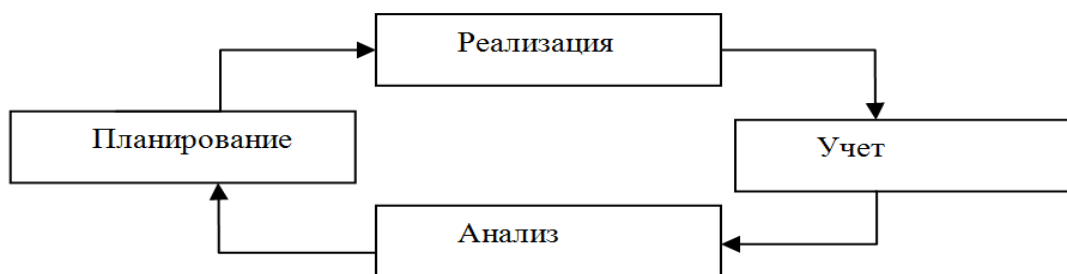 Реализация
Планирование
Учет
Анализ